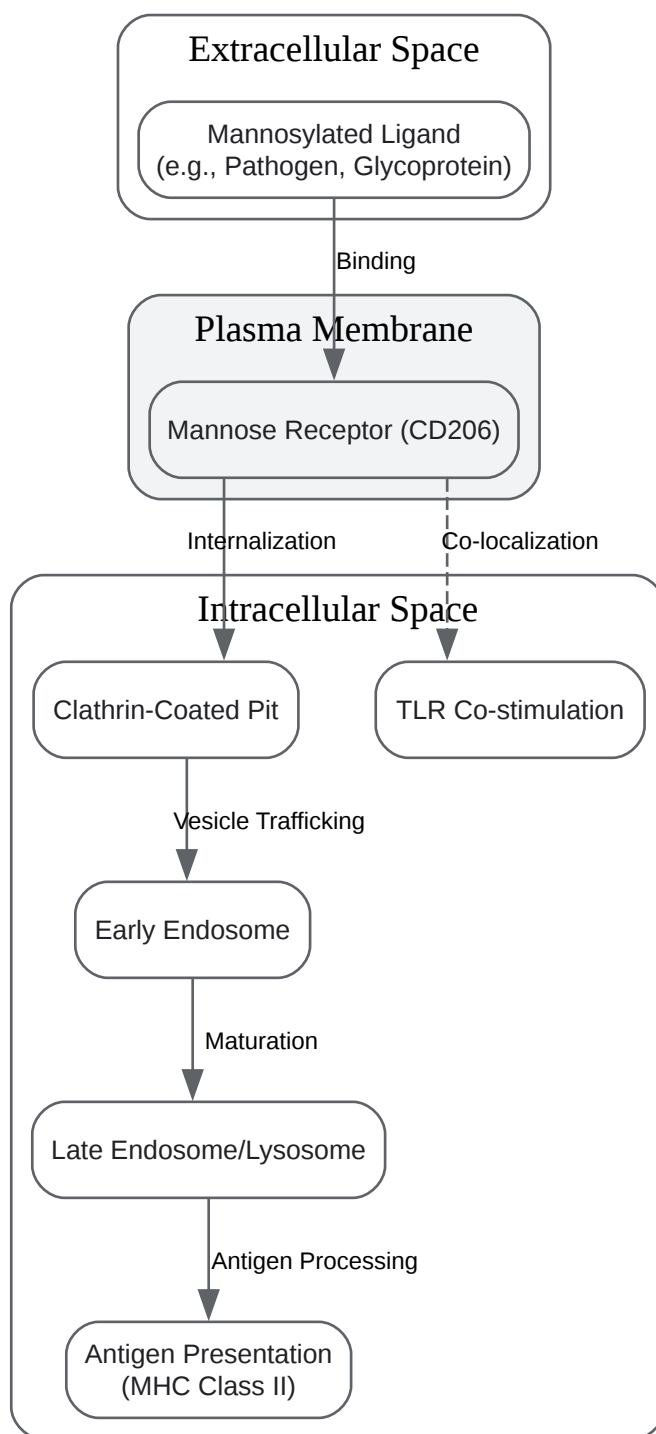 Extracellular Space
Mannosylated Ligand
(e.g., Pathogen, Glycoprotein)
Binding
Plasma Membrane
Mannose Receptor (CD206)
Internalization
Co-localization
Intracellular Space
Clathrin-Coated Pit
TLR Co-stimulation
Vesicle Trafficking
Early Endosome
Maturation
Late Endosome/Lysosome
Antigen Processing
Antigen Presentation
(MHC Class II)